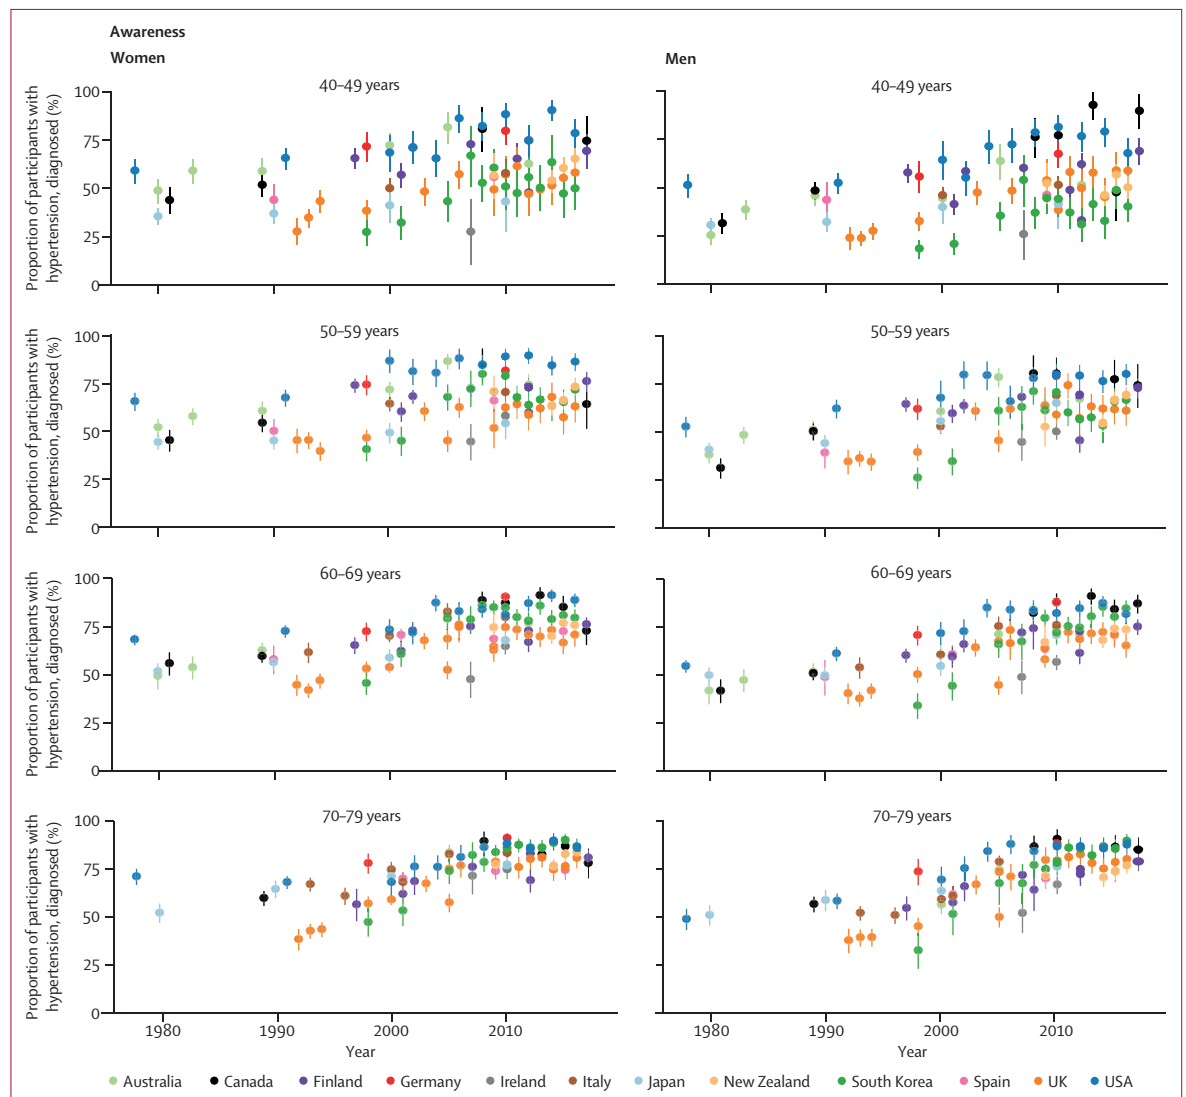 Awareness
Women
Men
40–49 years
40–49 years
Proportion of participants with
hypertension, diagnosed (%)
100
75
50
25
0
50–59 years
50–59 years
Proportion of participants with
hypertension, diagnosed (%)
100
75
50
25
0
60–69 years
60–69 years
Proportion of participants with
hypertension, diagnosed (%)
100
75
50
25
0
70–79 years
70–79 years
Proportion of participants with
hypertension, diagnosed (%)
100
75
50
25
0
1980 1990 2000 2010
1980 1990 2000 2010
Year
Year
Australia Canada Finland Germany Ireland Italy Japan New Zealand South Korea Spain UK USA